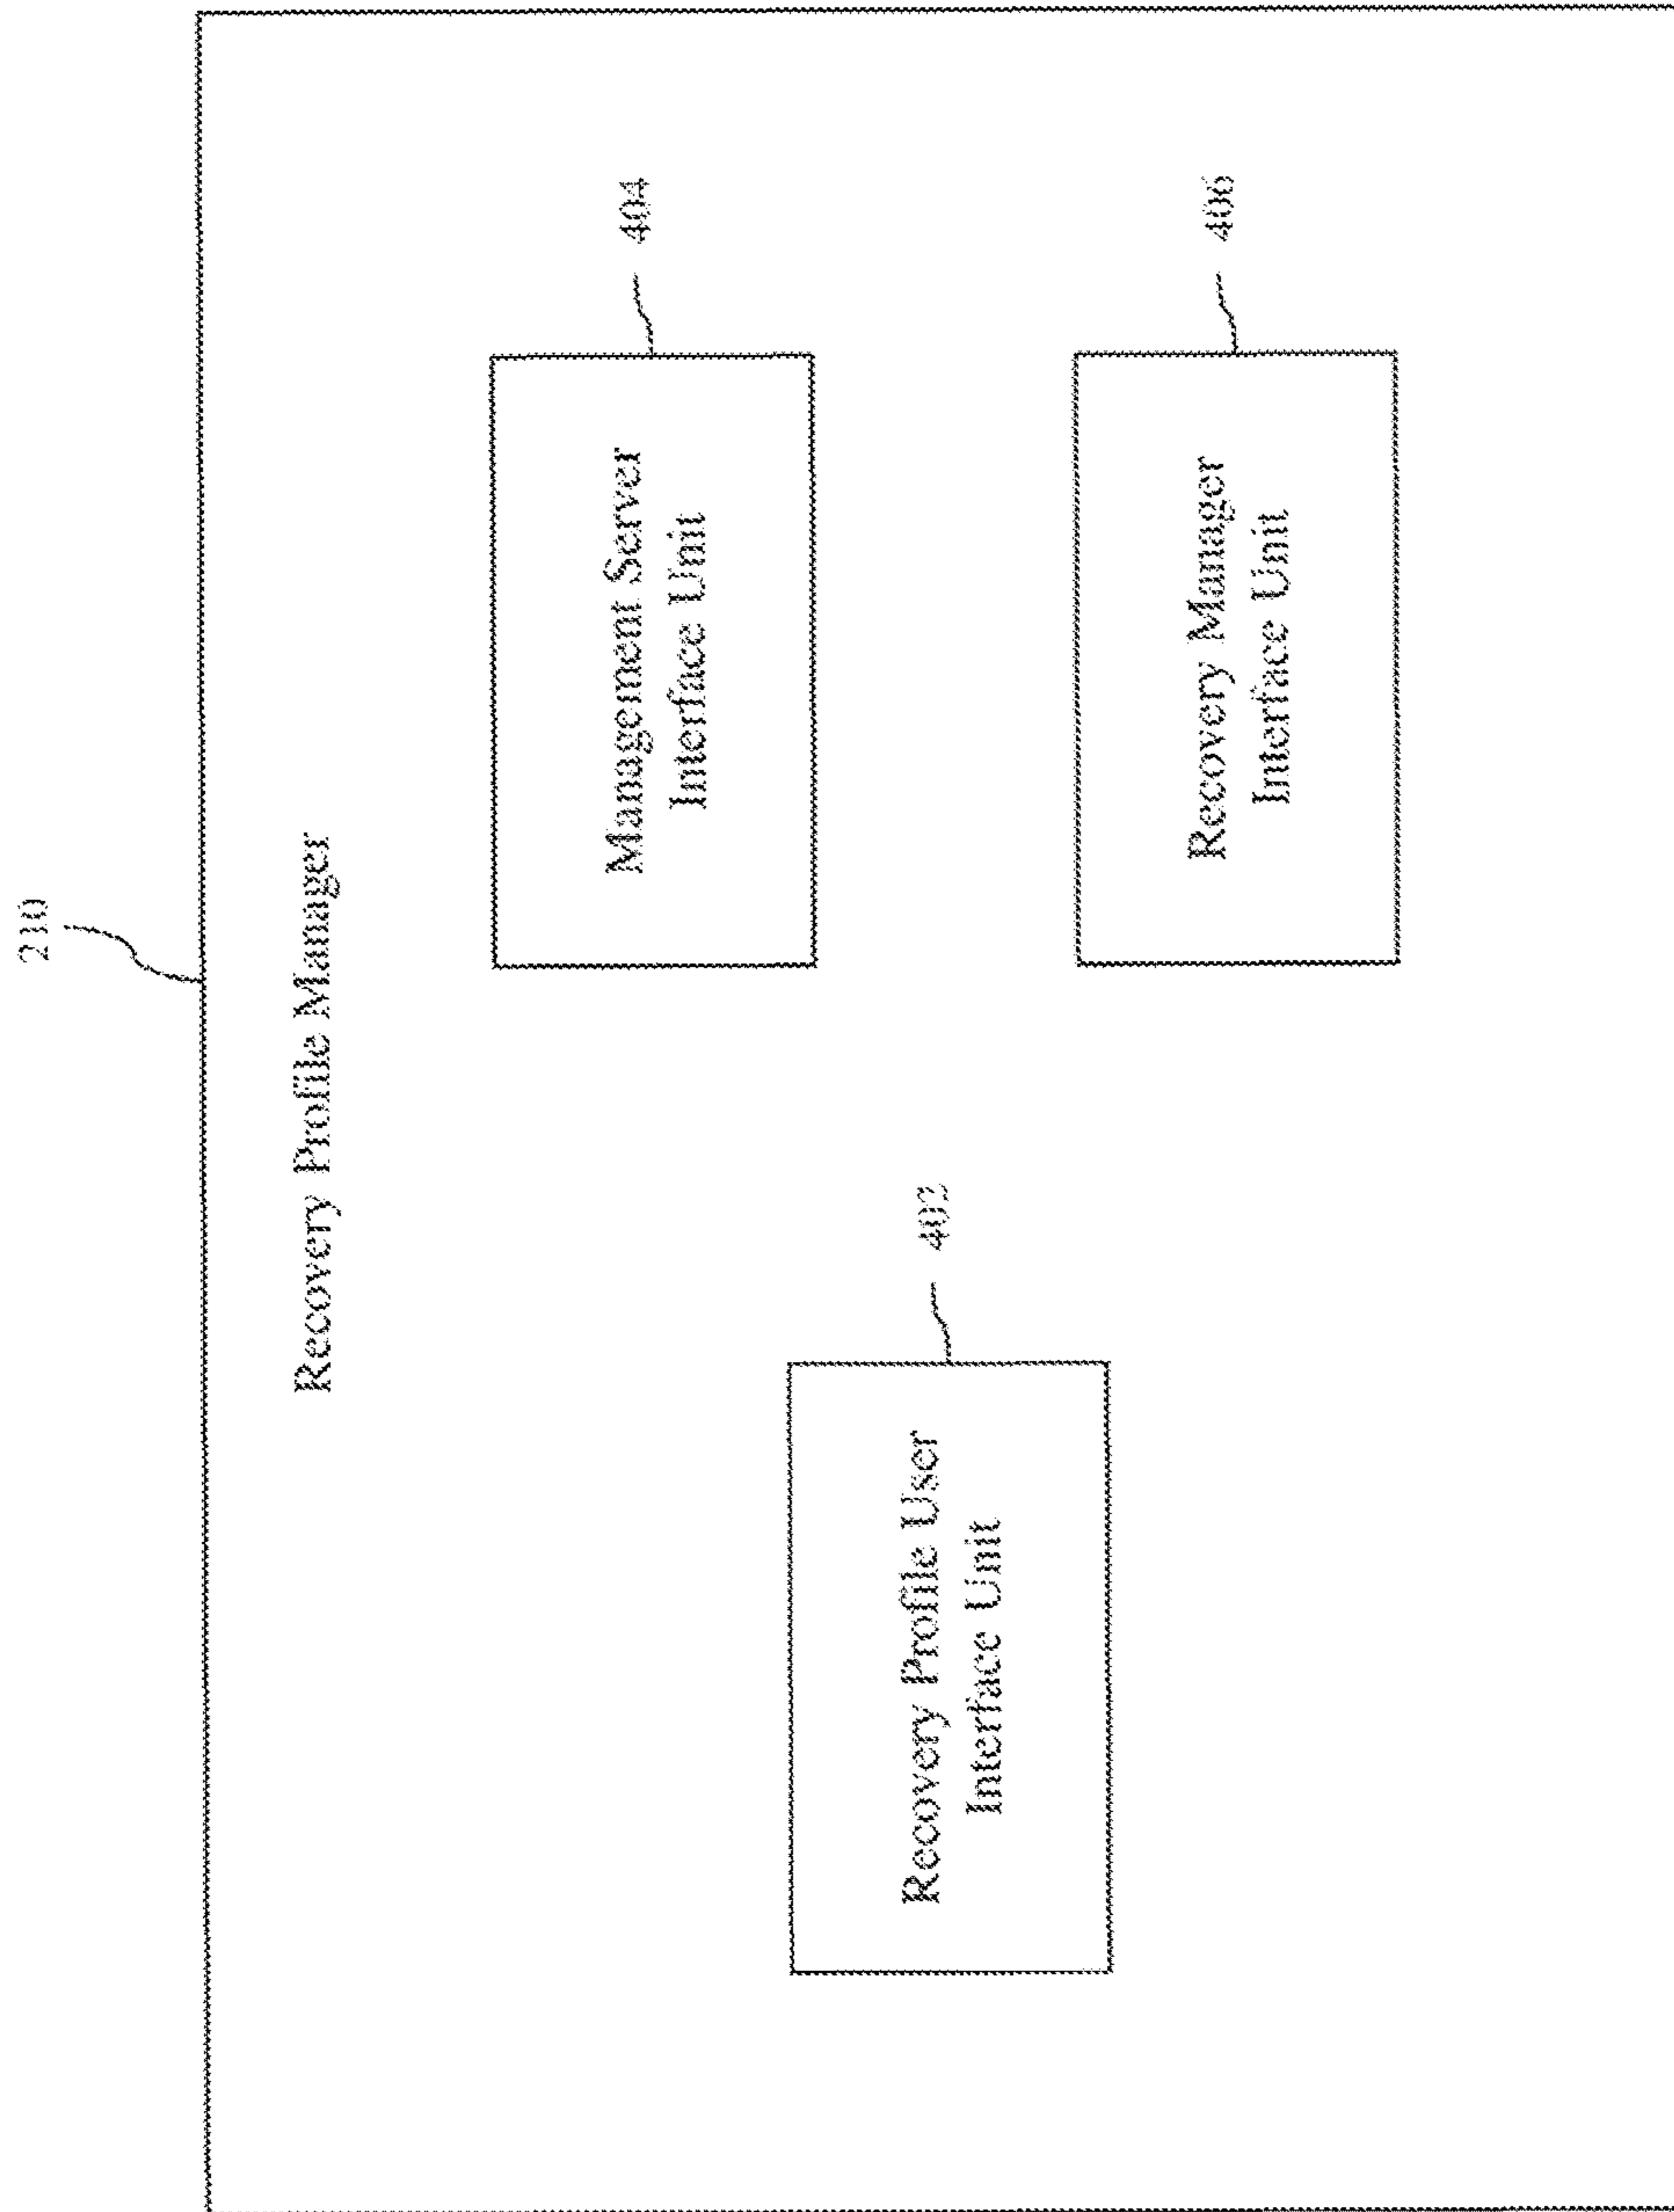 210
Recovery Profile Manager
404
Management Server
Interface Unit
402
Recovery Profile User
Interface Unit
406
Recovery Manager
Interface Unit